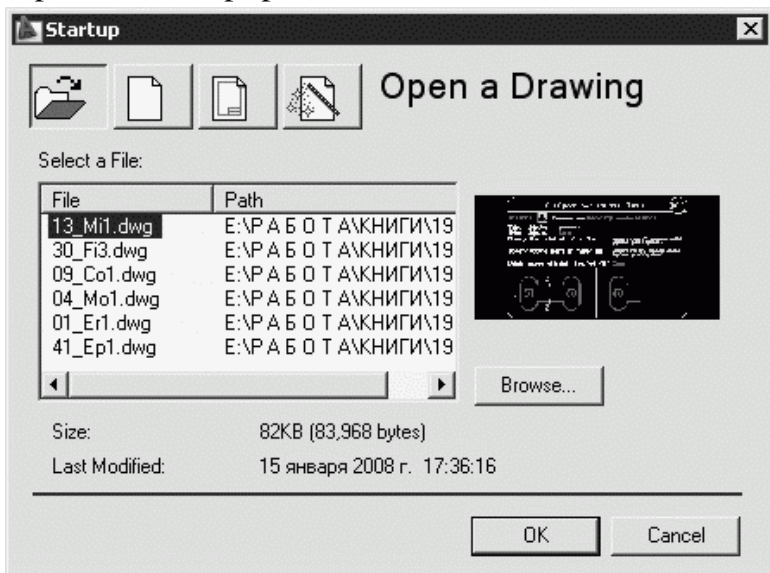 Startup
Open a Drawing
Select a File:
File Path
13_Mi1.dwg E:\Р А Б О Т А\КНИГИ\19
30_Fi3.dwg E:\Р А Б О Т А\КНИГИ\19
09_Co1.dwg E:\Р А Б О Т А\КНИГИ\19
04_Mo1.dwg E:\Р А Б О Т А\КНИГИ\19
01_Er1.dwg E:\Р А Б О Т А\КНИГИ\19
41_Ep1.dwg E:\Р А Б О Т А\КНИГИ\19
Browse...
Size: 82KB (83,968 bytes)
Last Modified: 15 января 2008 г. 17:36:16
OK Cancel